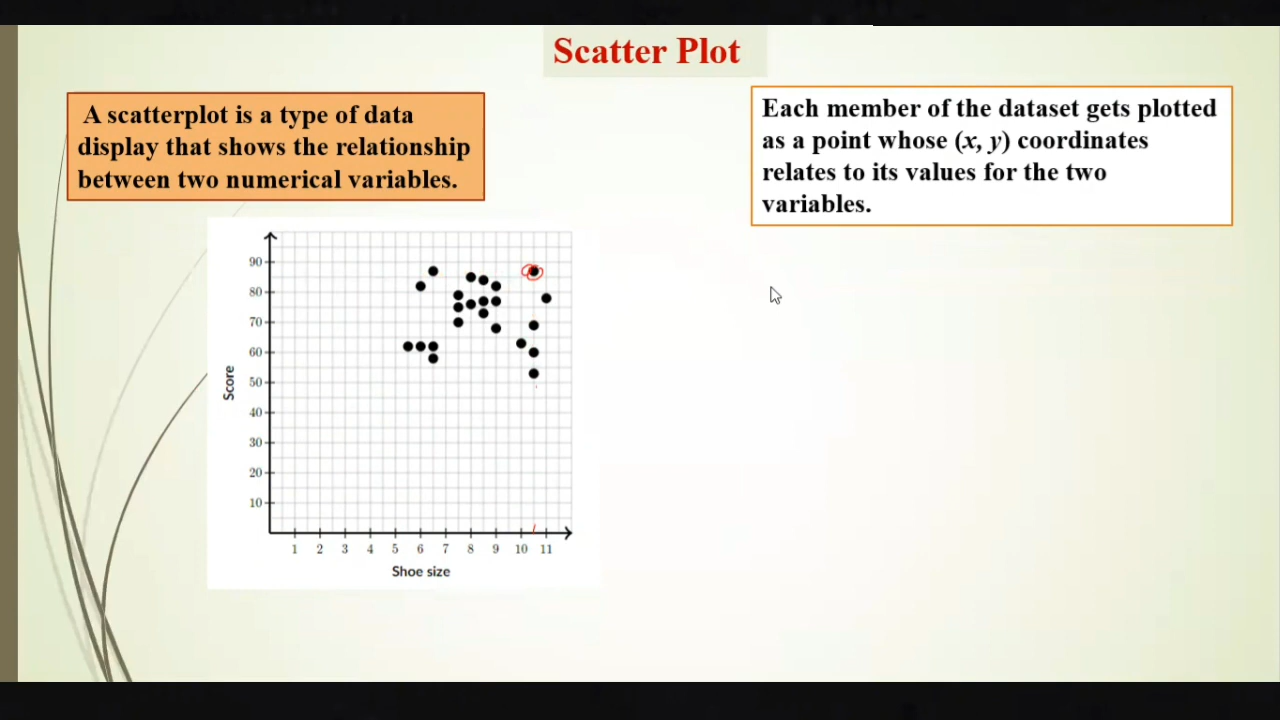 Scatter Plot
A scatterplot is a type of data
display that shows the relationship
between two numerical variables.
Each member of the dataset gets plotted
as a point whose (x, y) coordinates
relates to its values for the two
variables.
90
80
70
60
50
40
30
20
10
Score
1 2 3 4 5 6 7 8 9 10 11
Shoe size